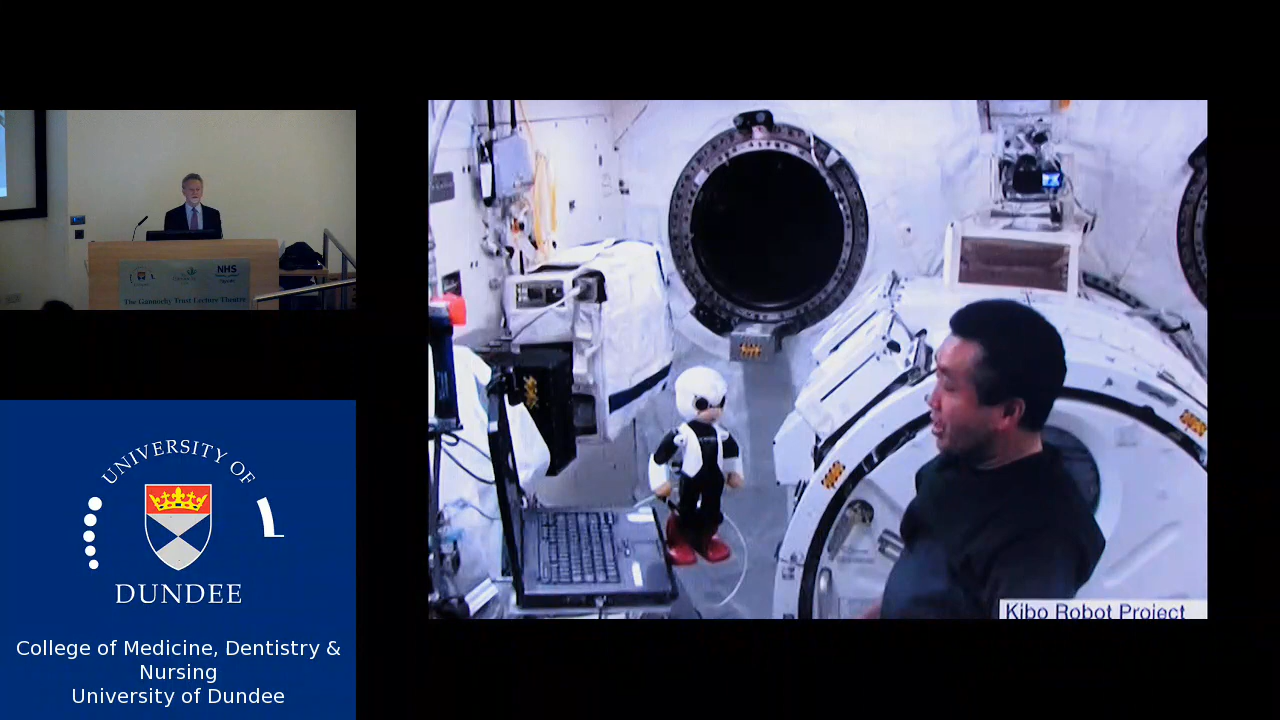 NHS
The Gannochy Trust Lecture Theatre
UNIVERSITY OF
DUNDEE
College of Medicine, Dentistry &
Nursing
University of Dundee
Kibo Robot Project